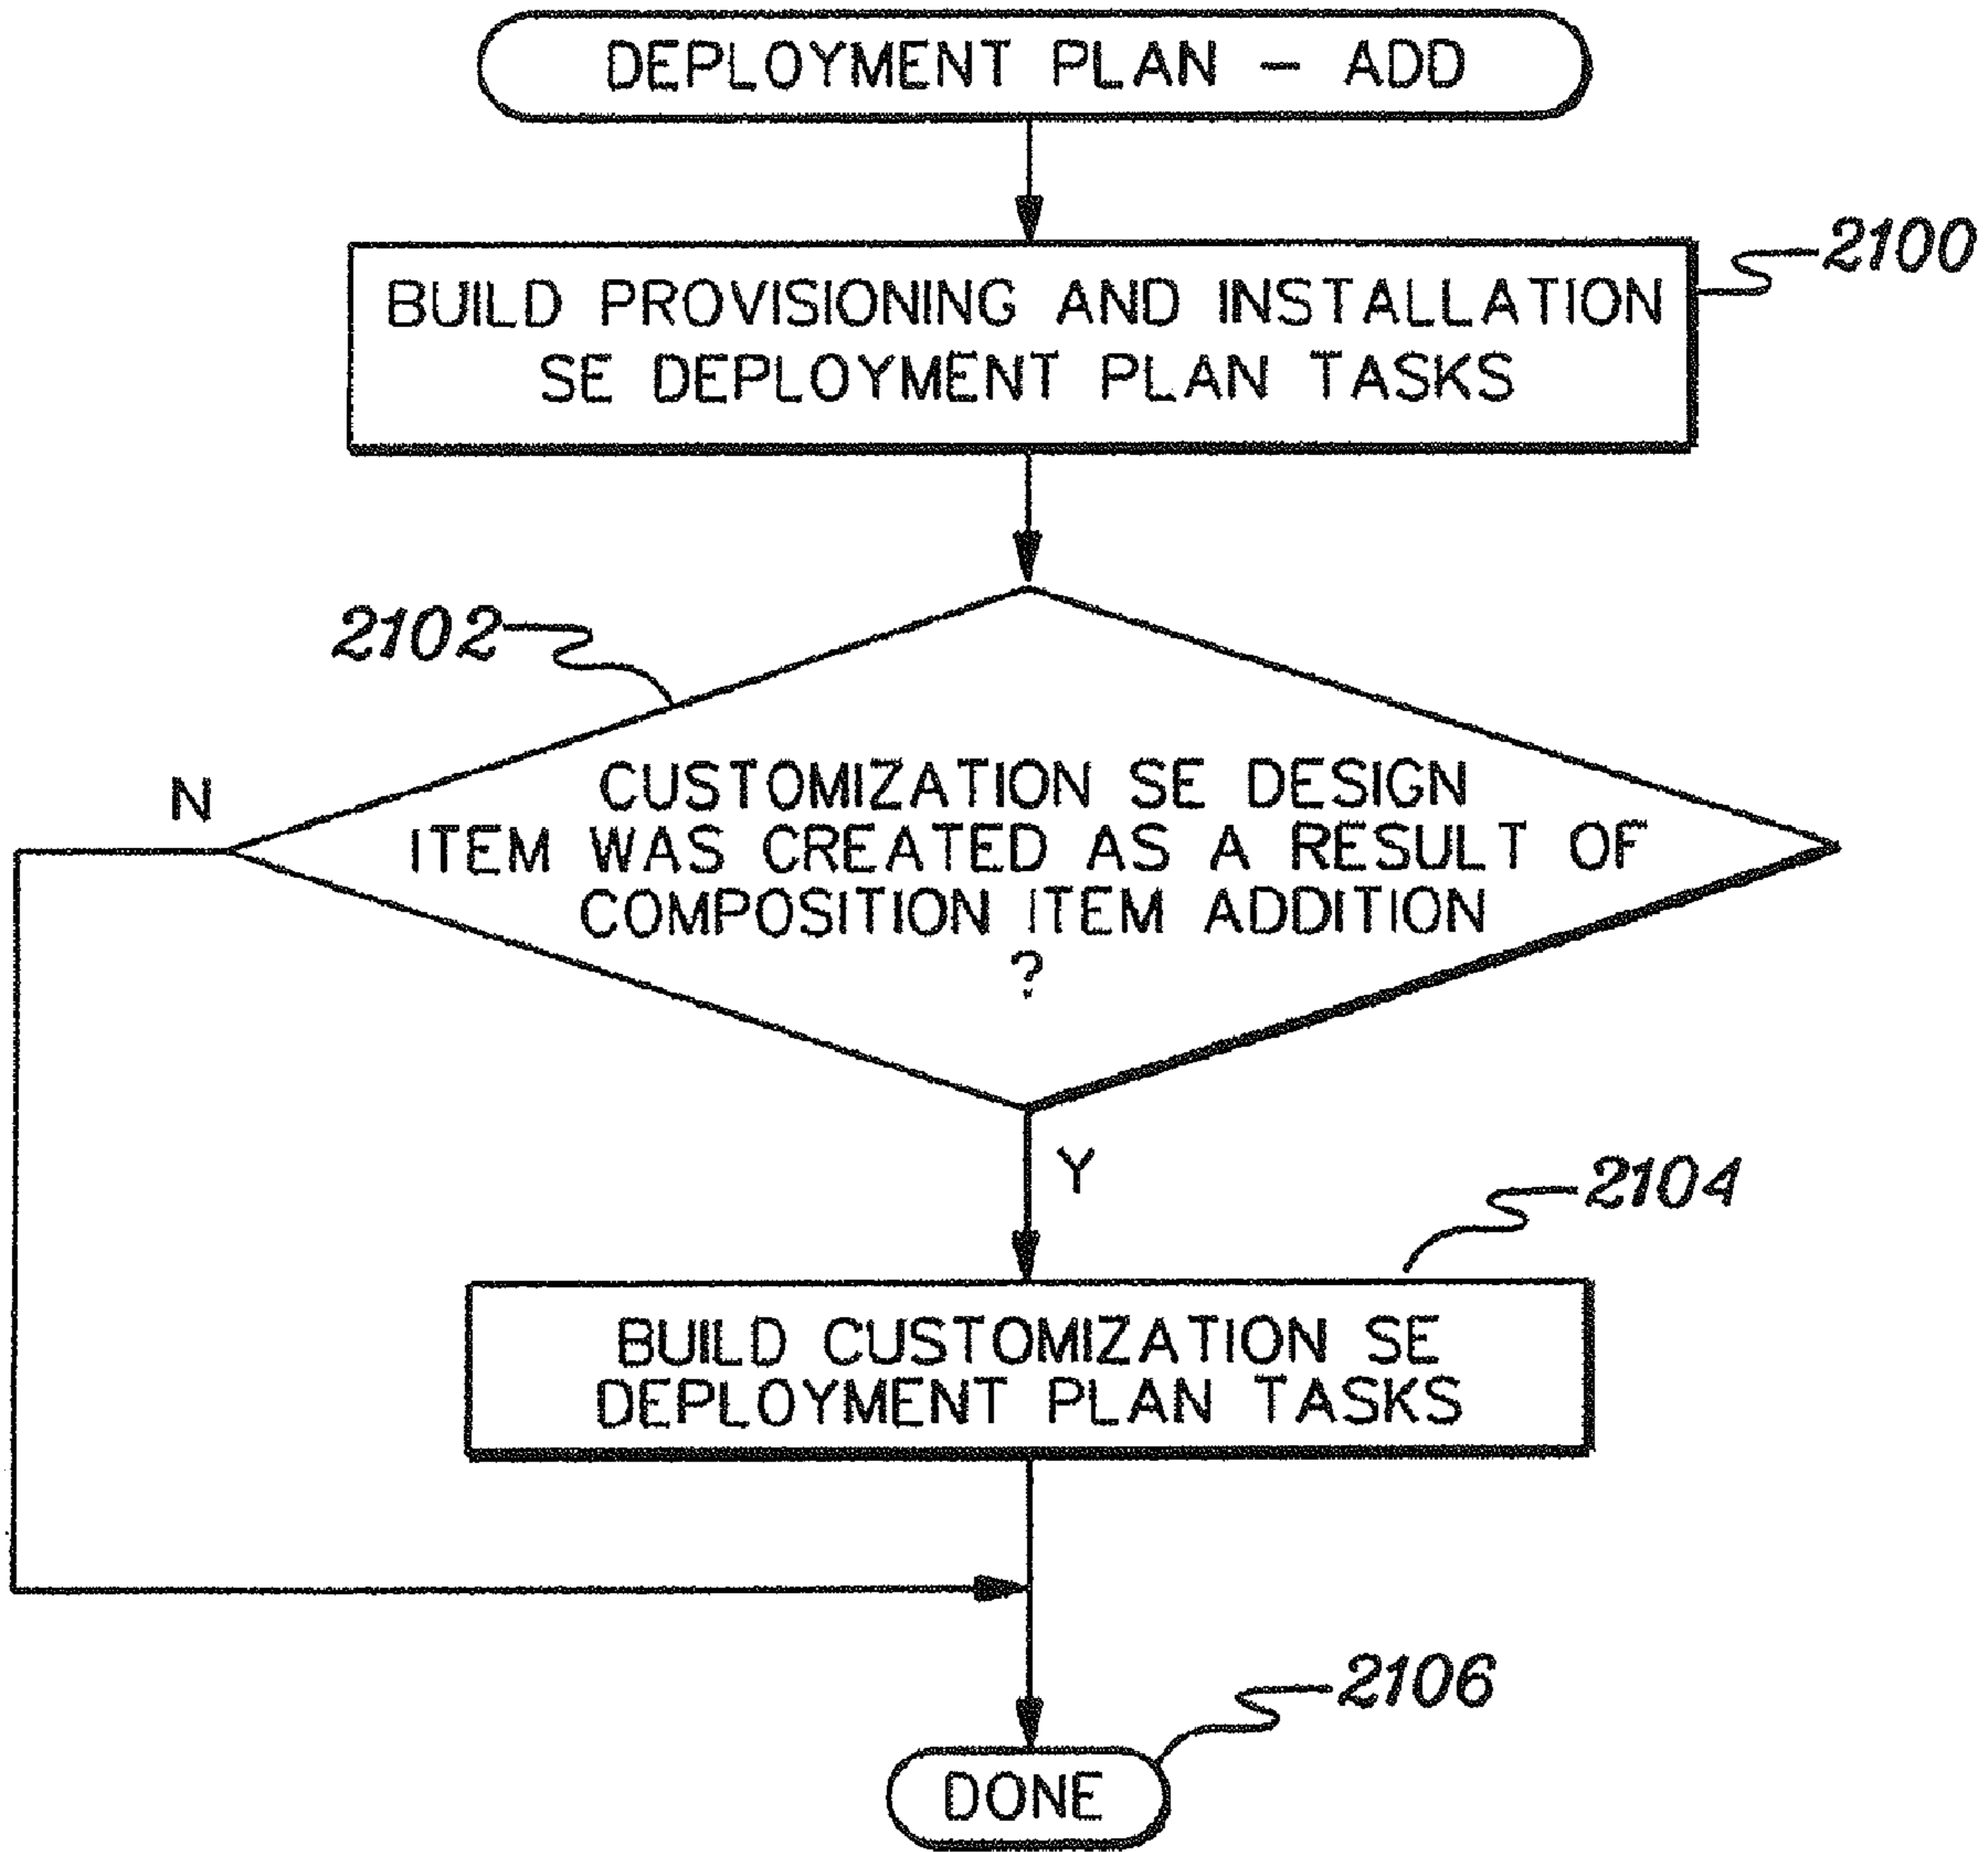 DEPLOYMENT PLAN – ADD
2100
BUILD PROVISIONING AND INSTALLATION
SE DEPLOYMENT PLAN TASKS
2102
N
CUSTOMIZATION SE DESIGN
ITEM WAS CREATED AS A RESULT OF
COMPOSITION ITEM ADDITION
?
Y
2104
BUILD CUSTOMIZATION SE
DEPLOYMENT PLAN TASKS
2106
DONE